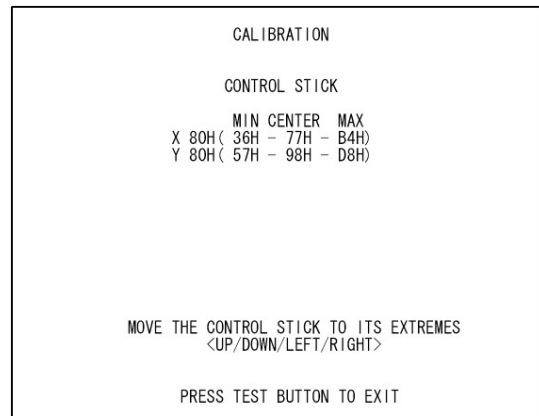 CALIBRATION
CONTROL STICK
MIN CENTER MAX
X 80H( 36H - 77H - B4H)
Y 80H( 57H - 98H - D8H)
MOVE THE CONTROL STICK TO ITS EXTREMES
<UP/DOWN/LEFT/RIGHT>
PRESS TEST BUTTON TO EXIT